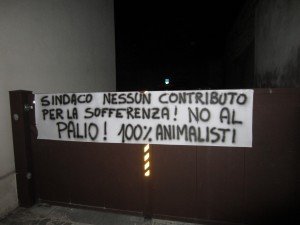 SINDACO NESSUN CONTRIBUTO
PER LA SOFFERENZA! NO AL
PALIO! 100% ANIMALISTI